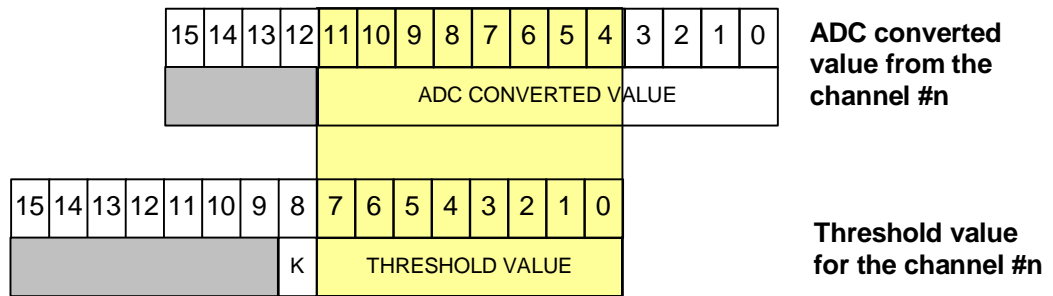 15 14 13 12 11 10 9 8 7 6 5 4 3 2 1 0
ADC CONVERTED VALUE
ADC converted
value from the
channel #n
15 14 13 12 11 10 9 8 7 6 5 4 3 2 1 0
K THRESHOLD VALUE
Threshold value
for the channel #n